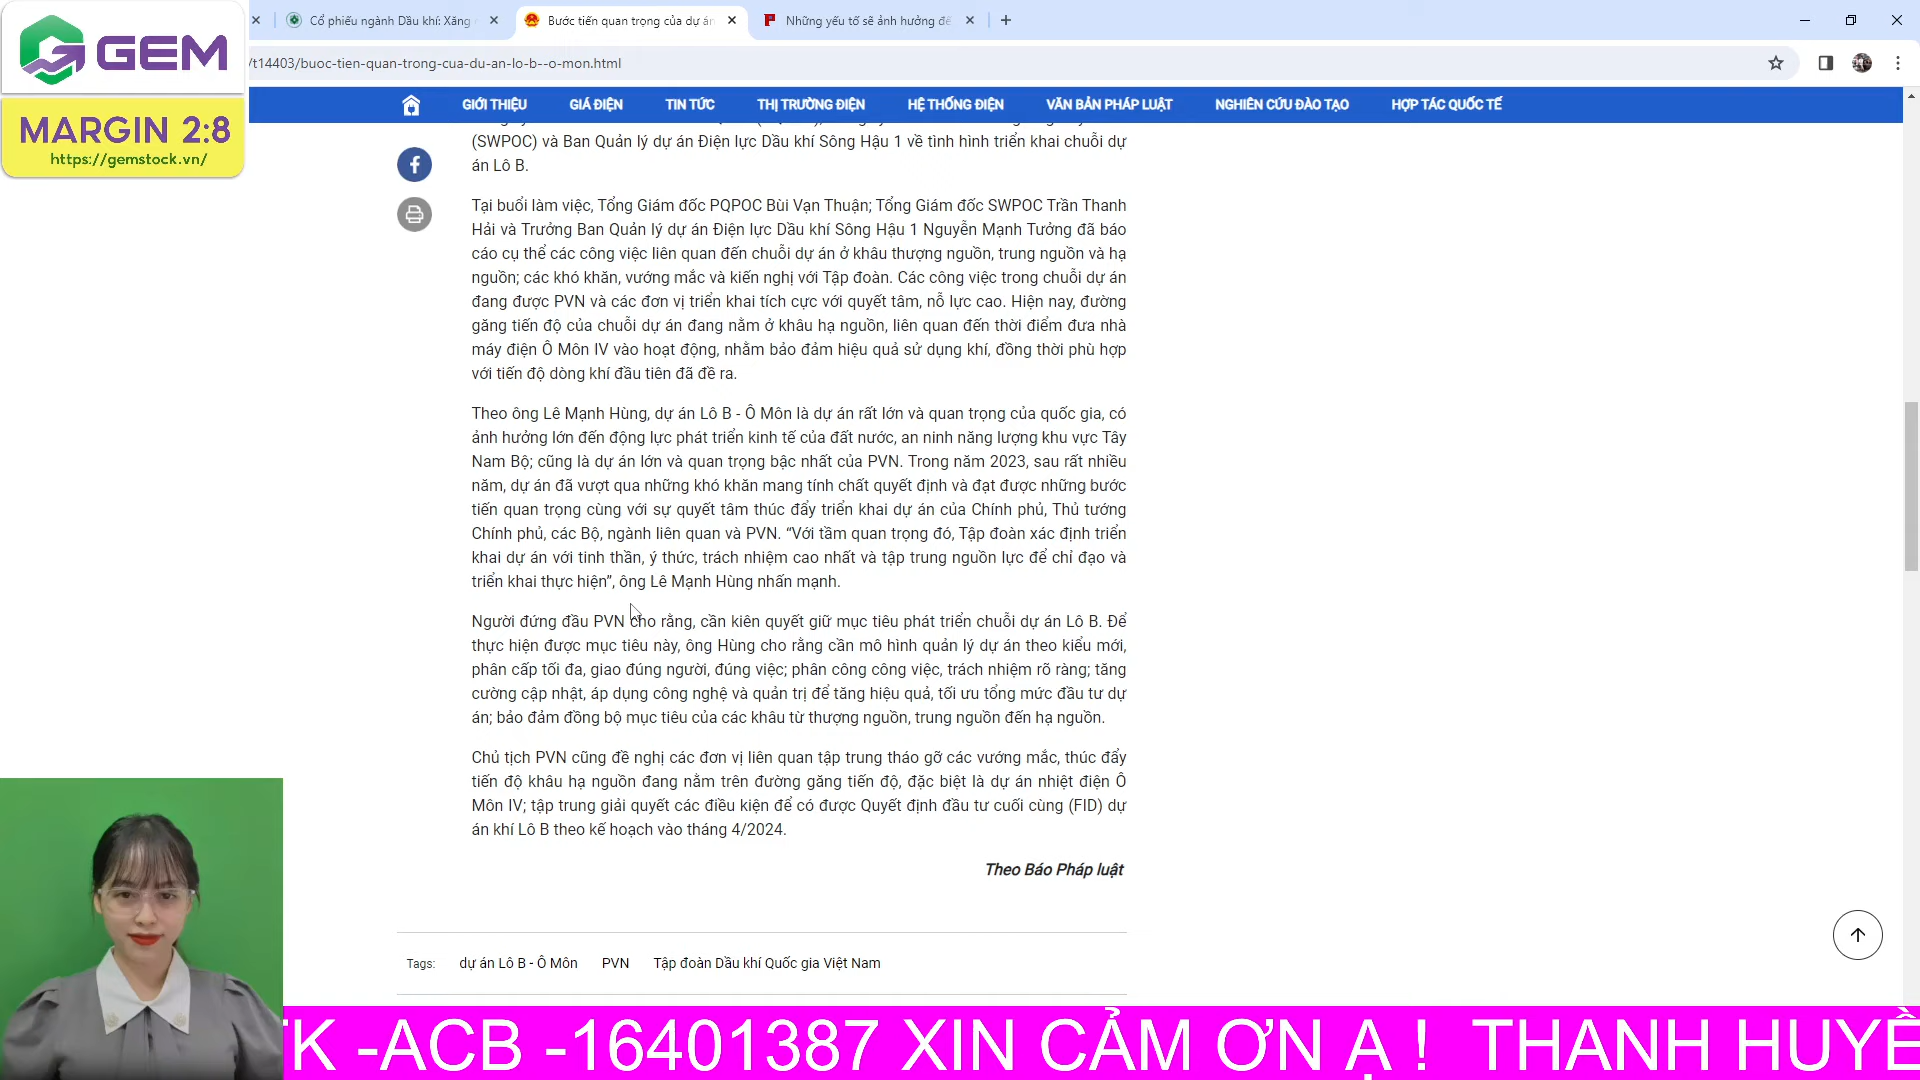 GEM
MARGIN 2:8
https://gemstock.vn/
Cổ phiếu ngành Dầu khí: Xăng
Bước tiến quan trọng của dự án
Những yếu tố sẽ ảnh hưởng đế
/t14403/buoc-tien-quan-trong-cua-du-an-lo-b--o-mon.html
GIỚI THIỆU GIÁ ĐIỆN TIN TỨC THỊ TRƯỜNG ĐIỆN HỆ THỐNG ĐIỆN VĂN BẢN PHÁP LUẬT NGHIÊN CỨU ĐÀO TẠO HỢP TÁC QUỐC TẾ
(SWPOC) và Ban Quản lý dự án Điện lực Dầu khí Sông Hậu 1 về tình hình triển khai chuỗi dự
án Lô B.
Tại buổi làm việc, Tổng Giám đốc PQPOC Bùi Vạn Thuận; Tổng Giám đốc SWPOC Trần Thanh
Hải và Trưởng Ban Quản lý dự án Điện lực Dầu khí Sông Hậu 1 Nguyễn Mạnh Tưởng đã báo
cáo cụ thể các công việc liên quan đến chuỗi dự án ở khâu thượng nguồn, trung nguồn và hạ
nguồn; các khó khăn, vướng mắc và kiến nghị với Tập đoàn. Các công việc trong chuỗi dự án
đang được PVN và các đơn vị triển khai tích cực với quyết tâm, nỗ lực cao. Hiện nay, đường
găng tiến độ của chuỗi dự án đang nằm ở khâu hạ nguồn, liên quan đến thời điểm đưa nhà
máy điện Ô Môn IV vào hoạt động, nhằm bảo đảm hiệu quả sử dụng khí, đồng thời phù hợp
với tiến độ dòng khí đầu tiên đã đề ra.
Theo ông Lê Mạnh Hùng, dự án Lô B - Ô Môn là dự án rất lớn và quan trọng của quốc gia, có
ảnh hưởng lớn đến động lực phát triển kinh tế của đất nước, an ninh năng lượng khu vực Tây
Nam Bộ; cũng là dự án lớn và quan trọng bậc nhất của PVN. Trong năm 2023, sau rất nhiều
năm, dự án đã vượt qua những khó khăn mang tính chất quyết định và đạt được những bước
tiến quan trọng cùng với sự quyết tâm thúc đẩy triển khai dự án của Chính phủ, Thủ tướng
Chính phủ, các Bộ, ngành liên quan và PVN. “Với tầm quan trọng đó, Tập đoàn xác định triển
khai dự án với tinh thần, ý thức, trách nhiệm cao nhất và tập trung nguồn lực để chỉ đạo và
triển khai thực hiện”, ông Lê Mạnh Hùng nhấn mạnh.
Người đứng đầu PVN cho rằng, cần kiên quyết giữ mục tiêu phát triển chuỗi dự án Lô B. Để
thực hiện được mục tiêu này, ông Hùng cho rằng cần mô hình quản lý dự án theo kiểu mới,
phân cấp tối đa, giao đúng người, đúng việc; phân công công việc, trách nhiệm rõ ràng; tăng
cường cập nhật, áp dụng công nghệ và quản trị để tăng hiệu quả, tối ưu tổng mức đầu tư dự
án; bảo đảm đồng bộ mục tiêu của các khâu từ thượng nguồn, trung nguồn đến hạ nguồn.
Chủ tịch PVN cũng đề nghị các đơn vị liên quan tập trung tháo gỡ các vướng mắc, thúc đẩy
tiến độ khâu hạ nguồn đang nằm trên đường găng tiến độ, đặc biệt là dự án nhiệt điện Ô
Môn IV; tập trung giải quyết các điều kiện để có được Quyết định đầu tư cuối cùng (FID) dự
án khí Lô B theo kế hoạch vào tháng 4/2024.
Theo Báo Pháp luật
Tags: dự án Lô B - Ô Môn PVN Tập đoàn Dầu khí Quốc gia Việt Nam
TK -ACB -16401387 XIN CẢM ƠN Ạ ! THANH HUYỀ